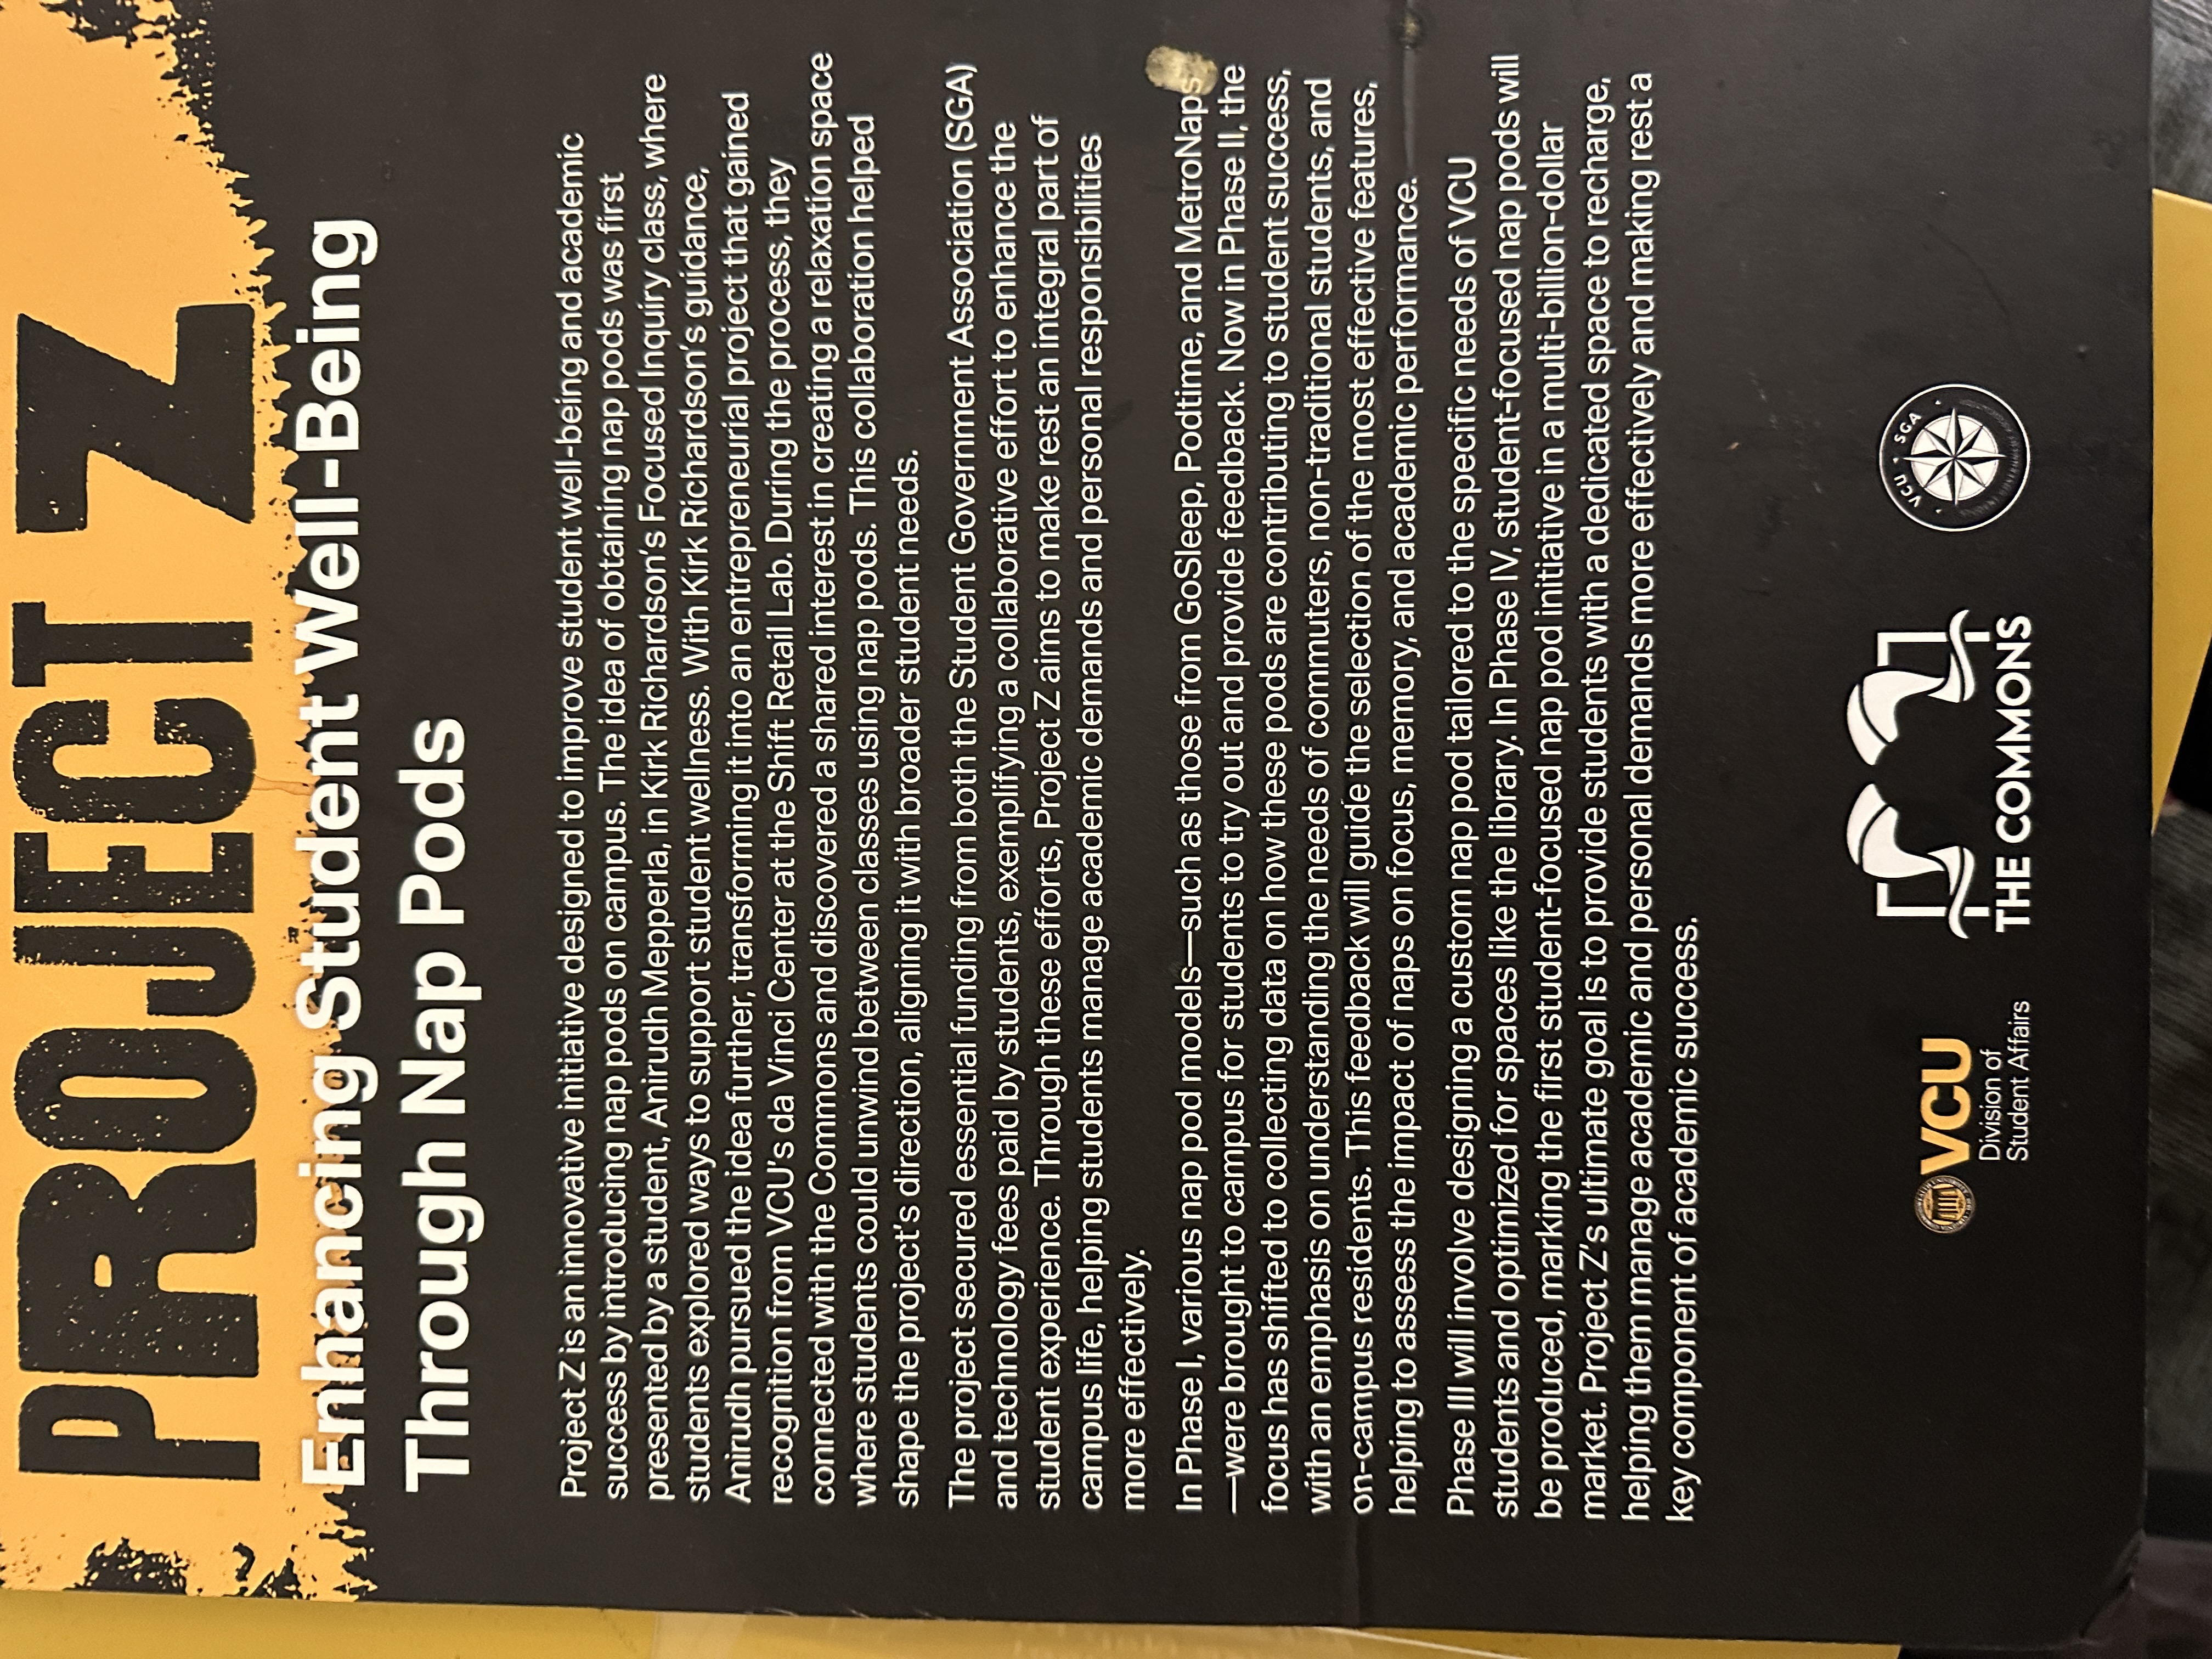 PROJECT Z
Enhancing Student Well-Being
Through Nap Pods
Project Z is an innovative initiative designed to improve student well-being and academic
success by introducing nap pods on campus. The idea of obtaining nap pods was first
presented by a student, Anirudh Mepperla, in Kirk Richardson's Focused Inquiry class, where
students explored ways to support student wellness. With Kirk Richardson's guidance,
Anirudh pursued the idea further, transforming it into an entrepreneurial project that gained
recognition from VCU's da Vinci Center at the Shift Retail Lab. During the process, they
connected with the Commons and discovered a shared interest in creating a relaxation space
where students could unwind between classes using nap pods. This collaboration helped
shape the project's direction, aligning it with broader student needs.
The project secured essential funding from both the Student Government Association (SGA)
and technology fees paid by students, exemplifying a collaborative effort to enhance the
student experience. Through these efforts, Project Z aims to make rest an integral part of
campus life, helping students manage academic demands and personal responsibilities
more effectively.
In Phase I, various nap pod models—such as those from GoSleep, Podtime, and MetroNaps
—were brought to campus for students to try out and provide feedback. Now in Phase II, the
focus has shifted to collecting data on how these pods are contributing to student success,
with an emphasis on understanding the needs of commuters, non-traditional students, and
on-campus residents. This feedback will guide the selection of the most effective features,
helping to assess the impact of naps on focus, memory, and academic performance.
Phase III will involve designing a custom nap pod tailored to the specific needs of VCU
students and optimized for spaces like the library. In Phase IV, student-focused nap pods will
be produced, marking the first student-focused nap pod initiative in a multi-billion-dollar
market. Project Z's ultimate goal is to provide students with a dedicated space to recharge,
helping them manage academic and personal demands more effectively and making rest a
key component of academic success.
VCU
Division of
Student Affairs
THE COMMONS
VCU • SGA